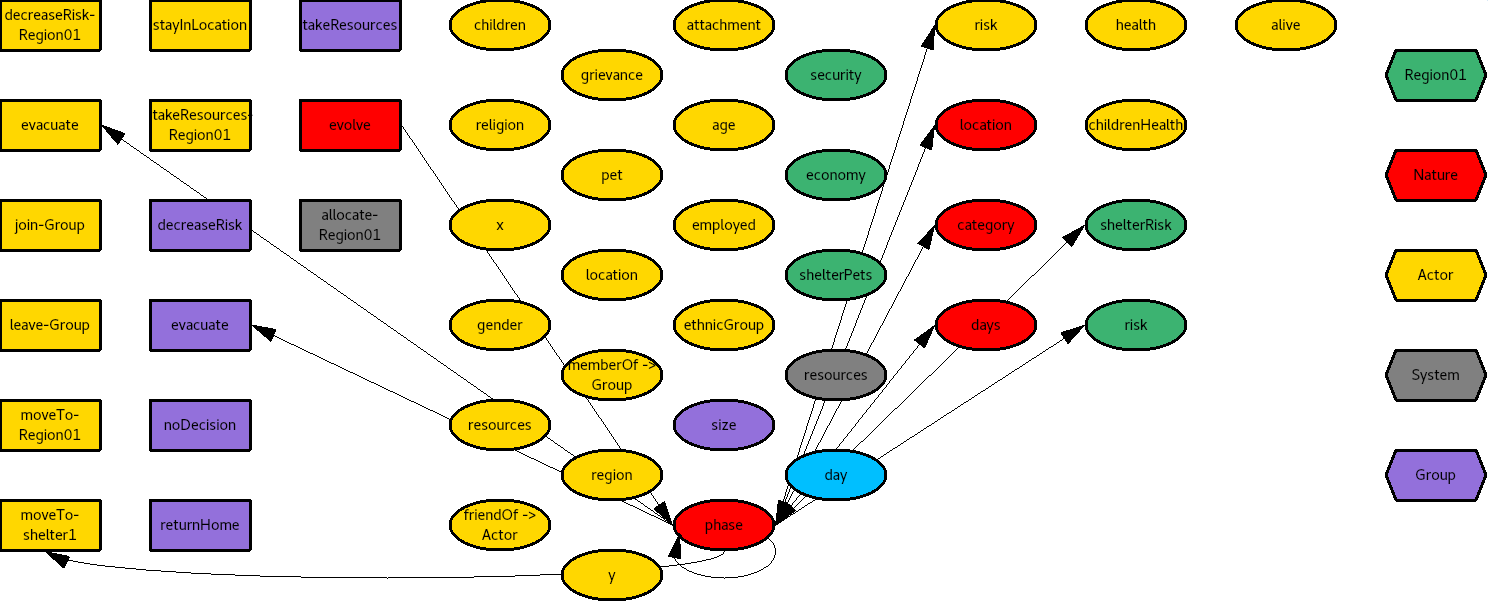 decreaseRisk-
Region01
stayInLocation
takeResources
children
attachment
risk
health
alive
grievance
security
Region01
evacuate
takeResources-
Region01
evolve
religion
age
location
childrenHealth
pet
economy
Nature
join-Group
decreaseRisk
allocate-
Region01
x
employed
category
shelterRisk
location
shelterPets
Actor
leave-Group
evacuate
gender
ethnicGroup
days
risk
memberOf ->
Group
resources
System
moveTo-
Region01
noDecision
resources
size
region
day
Group
moveTo-
shelter1
returnHome
friendOf ->
Actor
phase
y